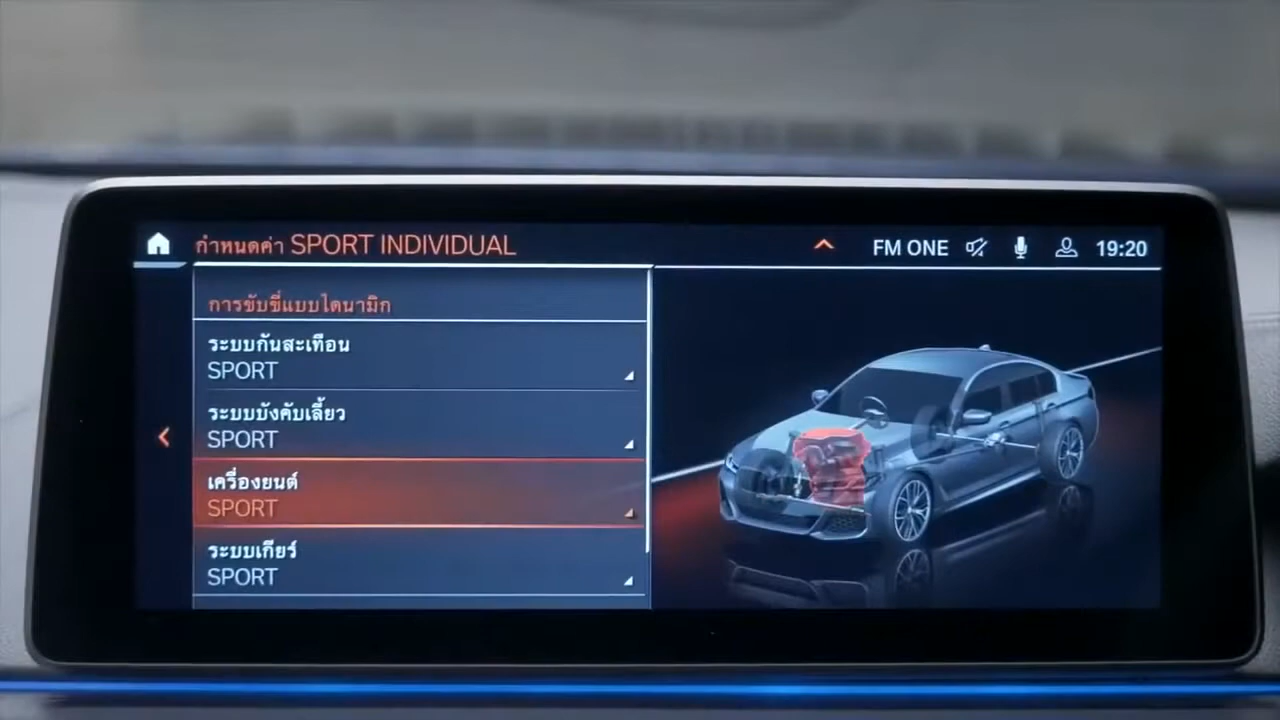 กำหนดค่า SPORT INDIVIDUAL
FM ONE 19:20
การขับขี่แบบไดนามิก
ระบบกันสะเทือน
SPORT
ระบบบังคับเลี้ยว
SPORT
เครื่องยนต์
SPORT
ระบบเกียร์
SPORT